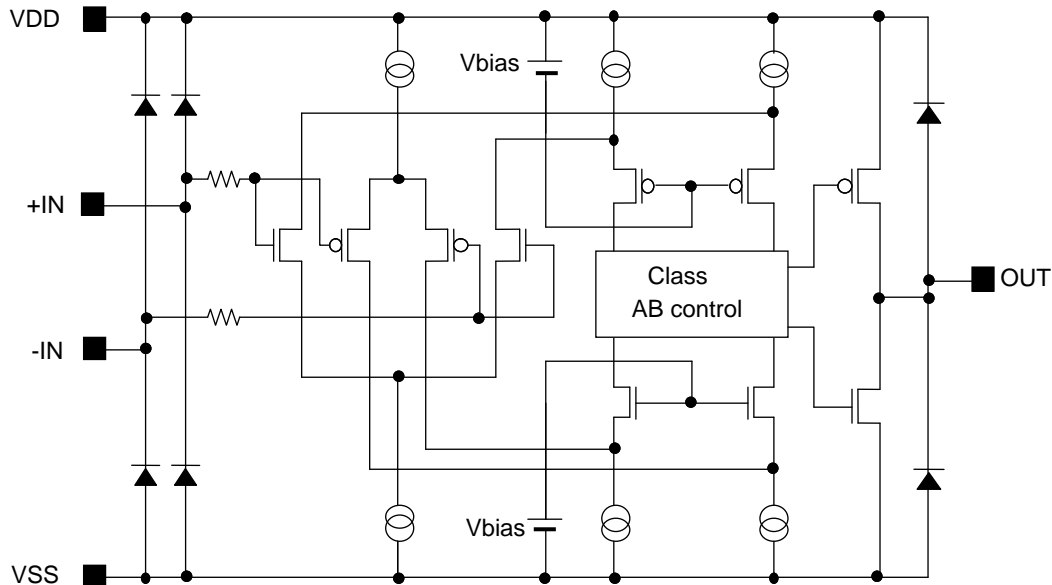 VDD
Vbias
+IN
Class
AB control
OUT
-IN
Vbias
VSS